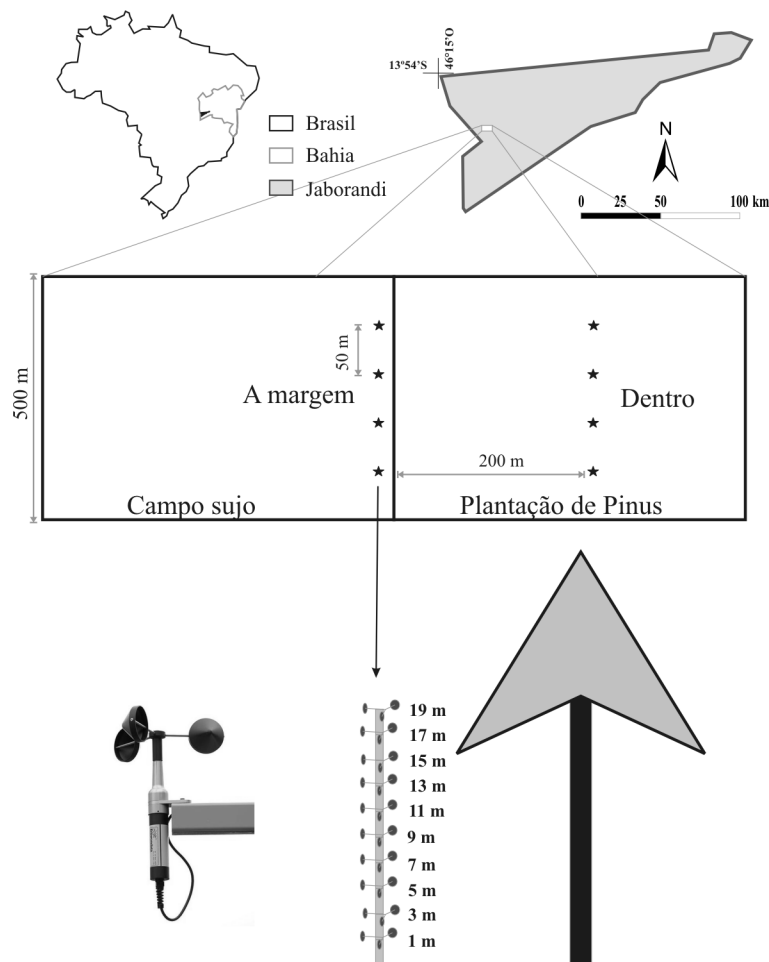 Brasil
Bahia
Jaborandi
13º54'S
46º15'O
N
0 25 50 100 km
500 m
50 m
A margem
Dentro
200 m
Campo sujo
Plantação de Pinus
19 m
17 m
15 m
13 m
11 m
9 m
7 m
5 m
3 m
1 m